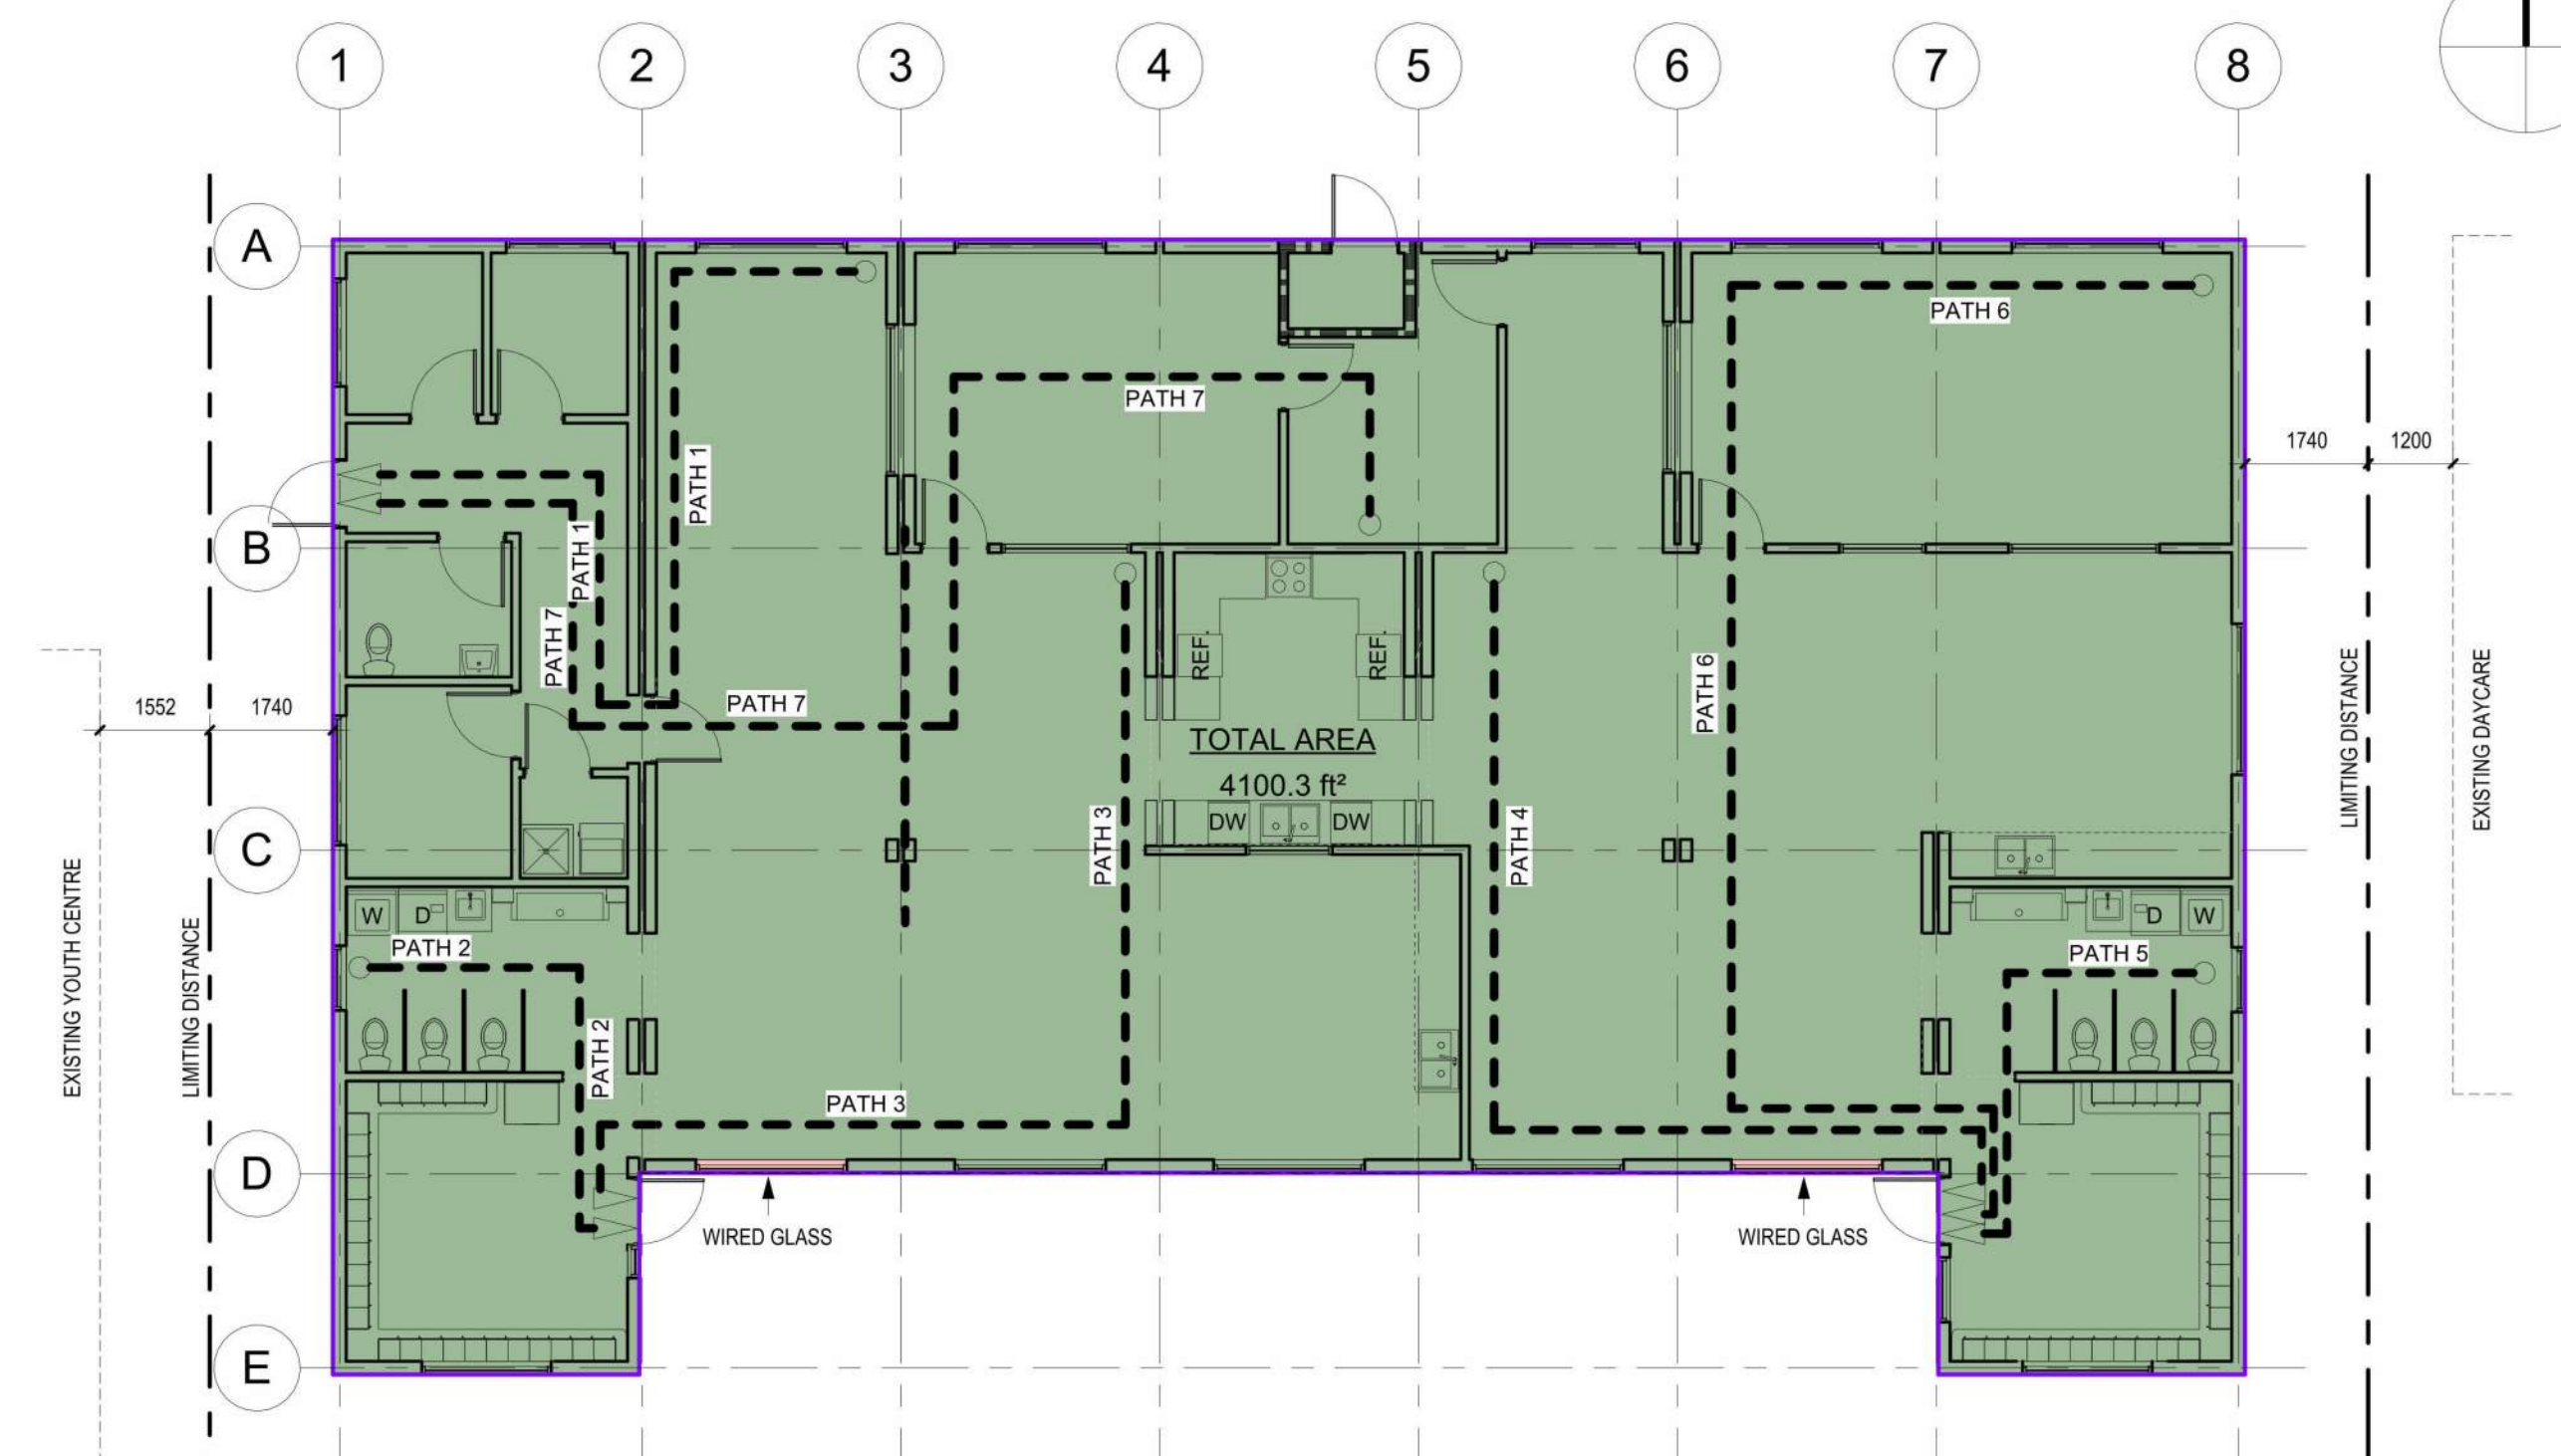 1 2 3 4 5 6 7 8
A
B
C
D
E
PATH 6
PATH 7
1740 1200
PATH 1
PATH 1
PATH 7
REF.
REF.
PATH 6
PATH 7
1552 1740
TOTAL AREA
4100.3 ft²
DW DW
PATH 3
PATH 4
LIMITING DISTANCE
EXISTING DAYCARE
EXISTING YOUTH CENTRE
LIMITING DISTANCE
W D
D W
PATH 2
PATH 5
PATH 2
PATH 3
WIRED GLASS
WIRED GLASS